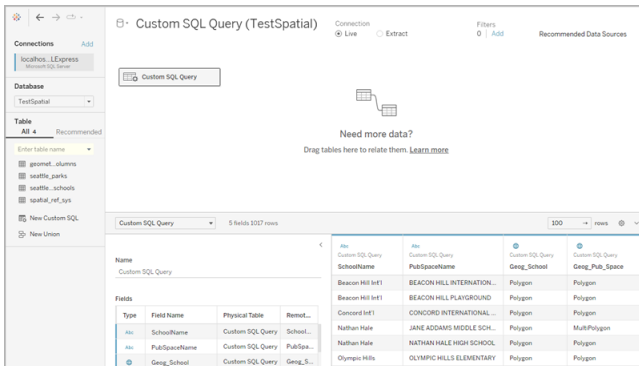 Custom SQL Query (TestSpatial)
Connection
Live
Extract
Filters
0 | Add
Recommended Data Sources
Connections
Add
localhos...LExpress
Microsoft SQL Server
Database
TestSpatial
Table
All 4
Recommended
Enter table name
geomet...olumns
seattle_parks
seattle...schools
spatial_ref_sys
New Custom SQL
New Union
Custom SQL Query
Need more data?
Drag tables here to relate them. Learn more
Custom SQL Query
5 fields 1017 rows
100
rows
Name
Custom SQL Query
Fields
Type
Field Name
Physical Table
Remot...
Abc
SchoolName
Custom SQL Query
School...
Abc
PubSpaceName
Custom SQL Query
PubSpa...
Geog_School
Custom SQL Query
Geog_S...
Abc
Abc
Custom SQL Query
Custom SQL Query
Custom SQL Query
Custom SQL Query
SchoolName
PubSpaceName
Geog_School
Geog_Pub_Space
Beacon Hill Int'l
BEACON HILL INTERNATION...
Polygon
Polygon
Beacon Hill Int'l
BEACON HILL PLAYGROUND
Polygon
Polygon
Concord Int'l
CONCORD INTERNATIONAL ...
Polygon
Polygon
Nathan Hale
JANE ADDAMS MIDDLE SCH...
Polygon
MultiPolygon
Nathan Hale
NATHAN HALE HIGH SCHOOL
Polygon
Polygon
Olympic Hills
OLYMPIC HILLS ELEMENTARY
Polygon
Polygon